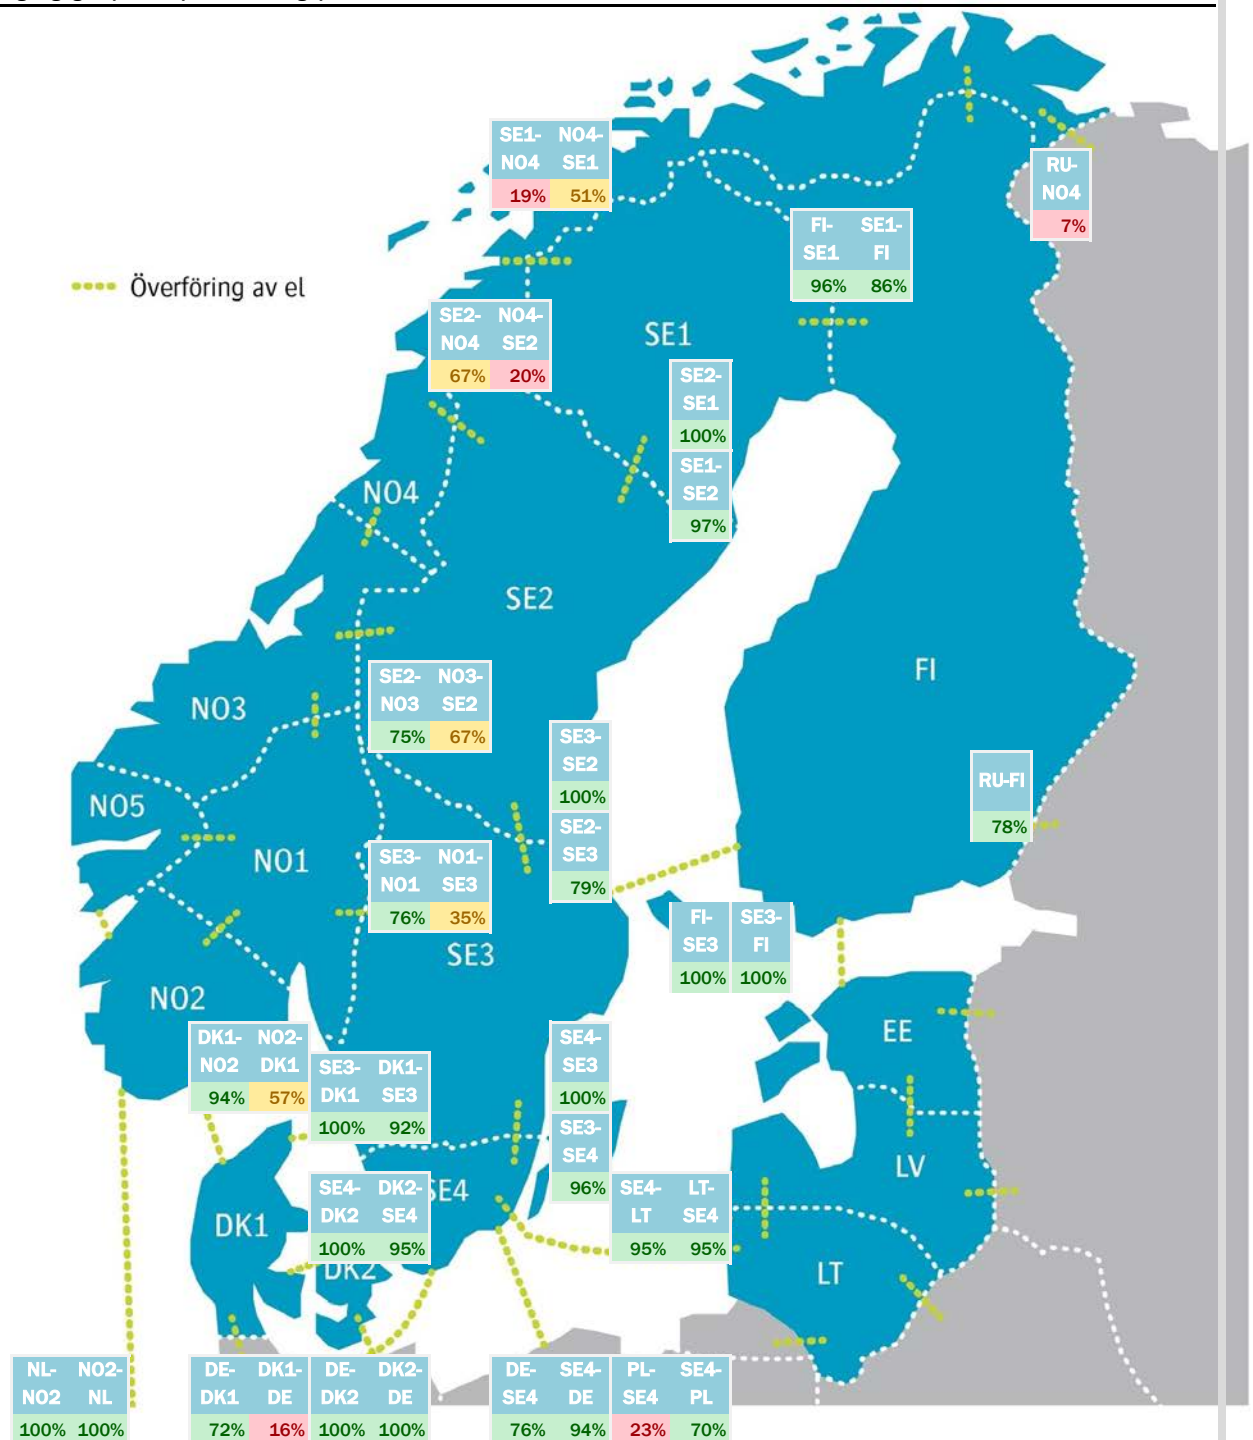 SE1- NO4-
NO4 SE1
19% 51%
RU-
NO4
7%
FI- SE1-
SE1 FI
96% 86%
Överföring av el
SE2- NO4-
NO4 SE2
67% 20%
SE1
SE2-
SE1
100%
SE1-
SE2
97%
NO4
SE2
FI
SE2- NO3-
NO3 SE2
75% 67%
NO3
SE3-
SE2
100%
SE2-
SE3
79%
RU-FI
78%
NO5
NO1
SE3- NO1-
NO1 SE3
76% 35%
SE3
FI- SE3-
SE3 FI
100% 100%
NO2
EE
DK1- NO2-
NO2 DK1
94% 57%
SE3- DK1-
DK1 SE3
100% 92%
SE4-
SE3
100%
SE3-
SE4
96%
LV
SE4- DK2-
DK2 SE4
100% 95%
SE4
SE4- LT-
LT SE4
95% 95%
DK1
DK2
LT
NL- NO2-
NO2 NL
100% 100%
DE- DK1- DE- DK2-
DK1 DE DK2 DE
72% 16% 100% 100%
DE- SE4- PL- SE4-
SE4 DE SE4 PL
76% 94% 23% 70%